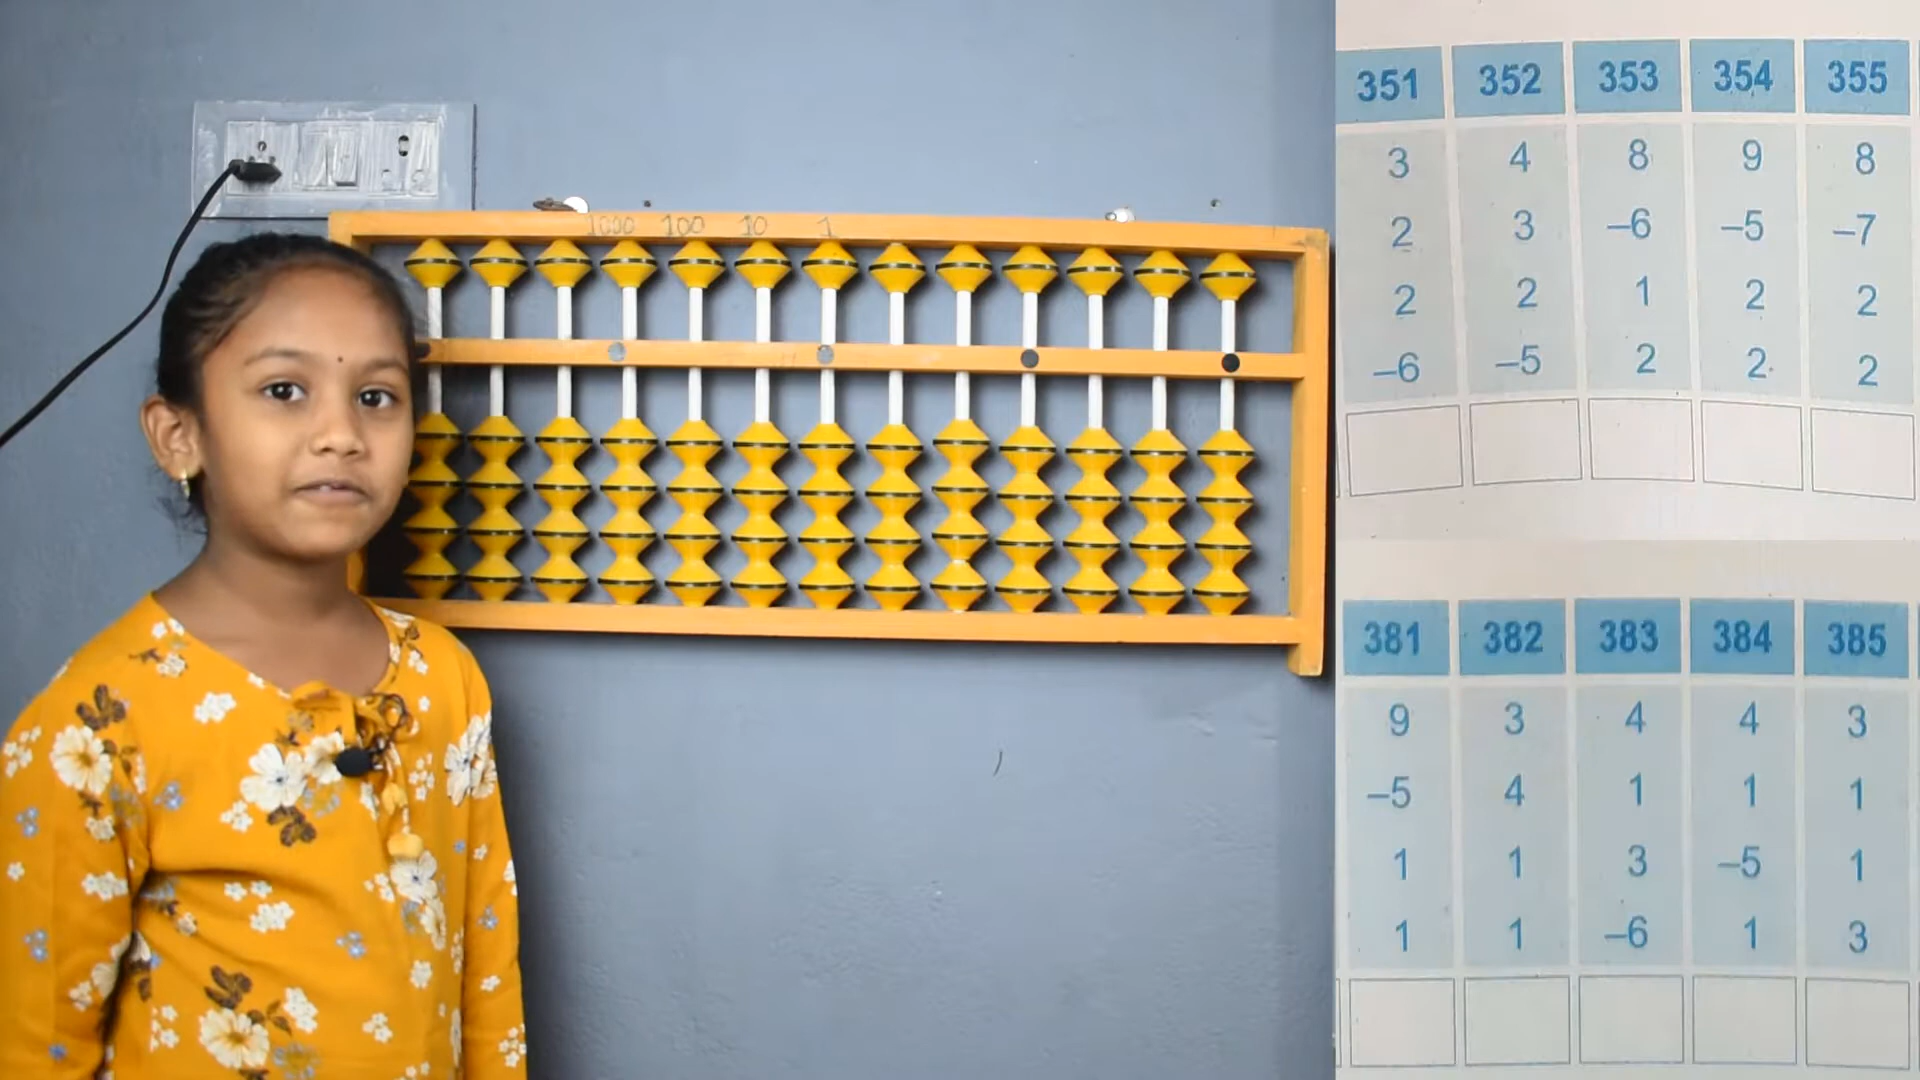 1000 100 10 1
351 352 353 354 355
3 4 8 9 8
2 3 –6 –5 –7
2 2 1 2 2
–6 –5 2 2 2
381 382 383 384 385
9 3 4 4 3
–5 4 1 1 1
1 1 3 –5 1
1 1 –6 1 3